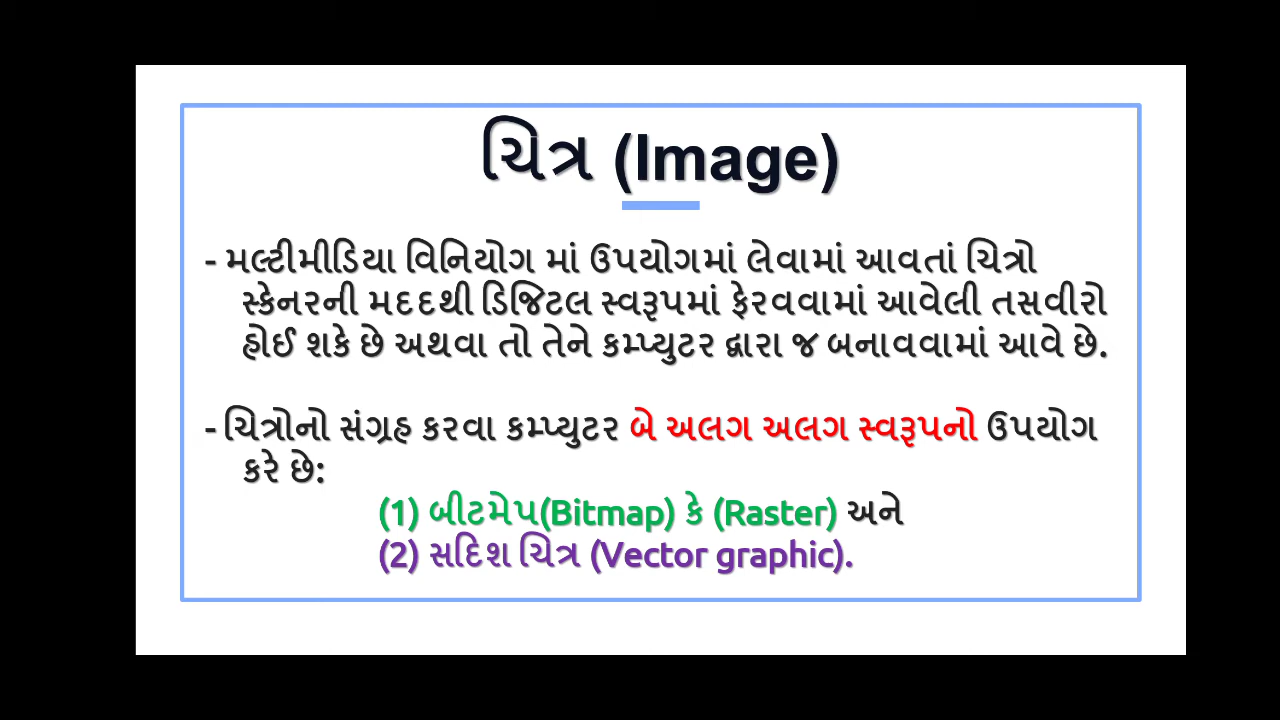 ચિત્ર (Image)
- મલ્ટીમીડિયા વિનિયોગ માં ઉપયોગમાં લેવામાં આવતાં ચિત્રો
સ્કેનરની મદદથી ડિજિટલ સ્વરૂપમાં ફેરવવામાં આવેલી તસવીરો
હોઈ શકે છે અથવા તો તેને કમ્પ્યુટર દ્વારા જ બનાવવામાં આવે છે.
- ચિત્રોનો સંગ્રહ કરવા કમ્પ્યુટર બે અલગ અલગ સ્વરૂપનો ઉપયોગ
કરે છે:
(1) બીટમેપ(Bitmap) કે (Raster) અને
(2) સદિશ ચિત્ર (Vector graphic).